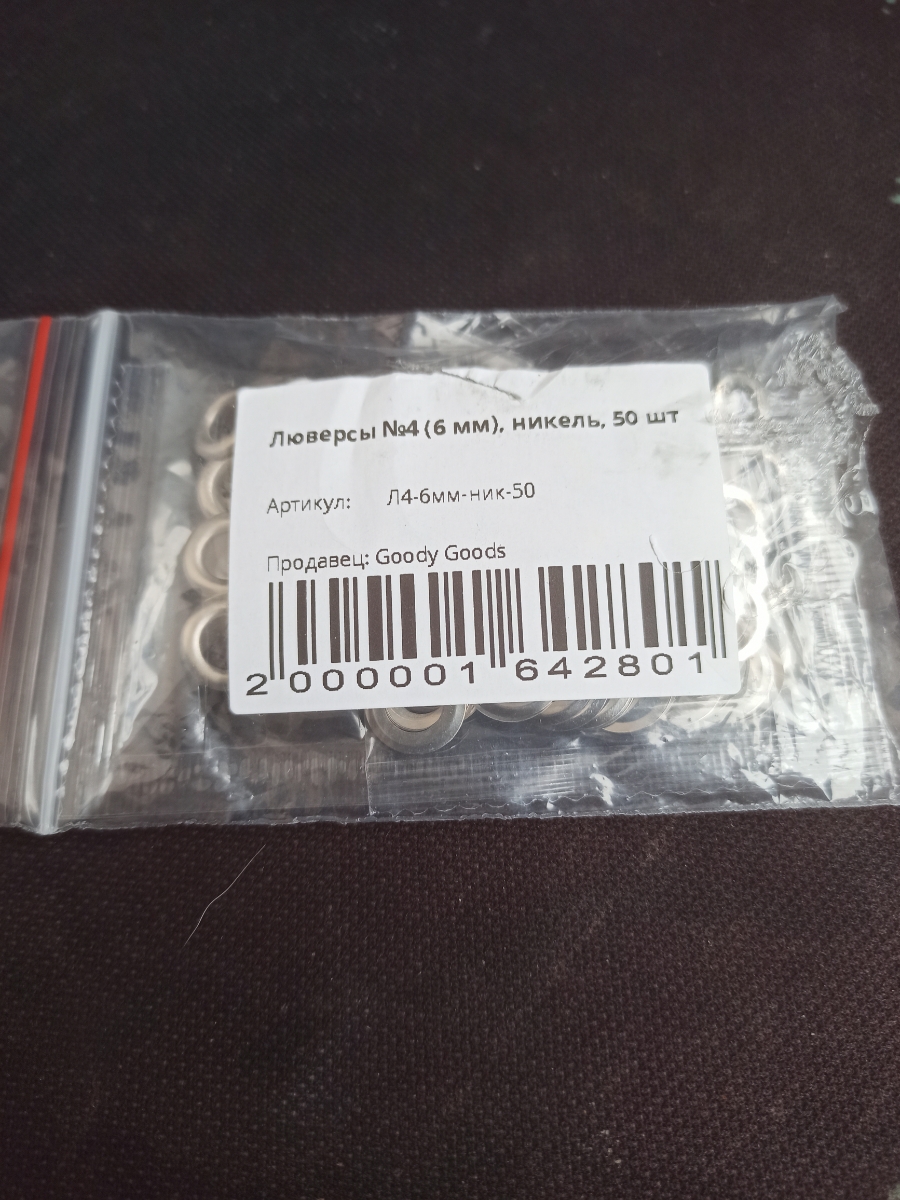 Люверсы №4 (6 мм), никель, 50 шт
Артикул: Л4-6мм-ник-50
Продавец: Goody Goods
2 000001 642801